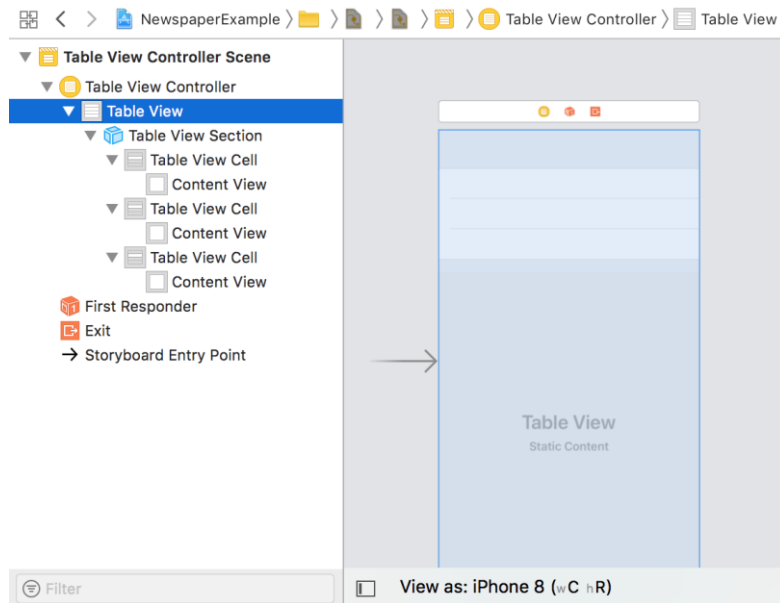 NewspaperExample Table View Controller Table View
Table View Controller Scene
Table View Controller
Table View
Table View Section
Table View Cell
Content View
Table View Cell
Content View
Table View Cell
Content View
First Responder
Exit
Storyboard Entry Point
Table View
Static Content
Filter
View as: iPhone 8 (wC hR)